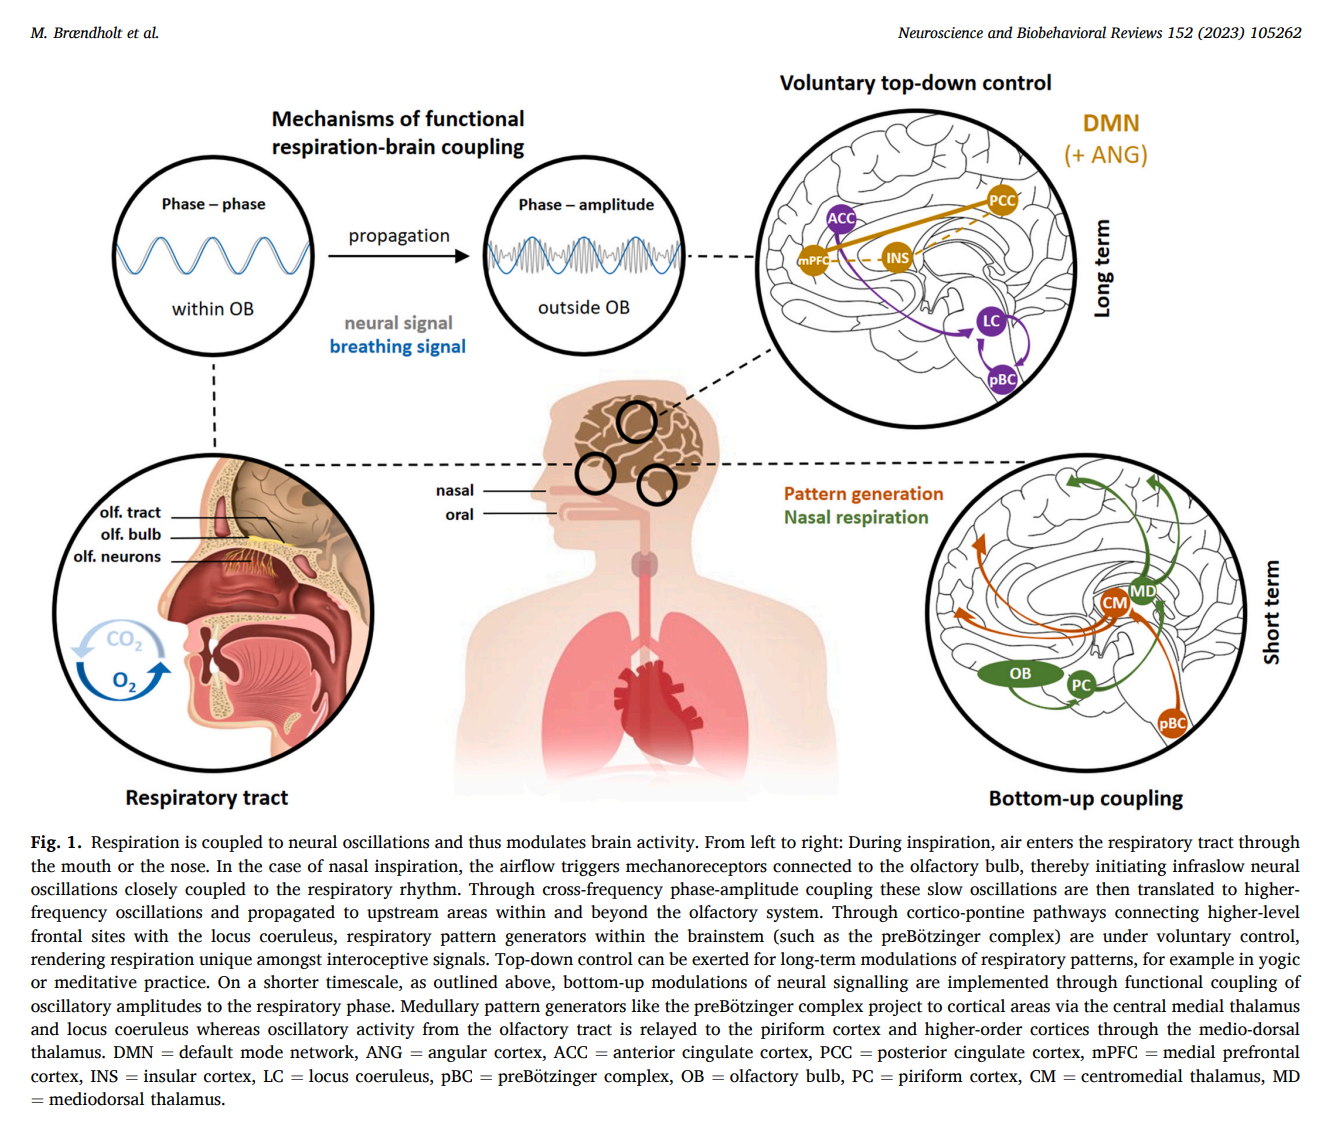 M. Brændholt et al.
Neuroscience and Biobehavioral Reviews 152 (2023) 105262
Mechanisms of functional
respiration-brain coupling
Phase – phase
within OB
propagation
neural signal
breathing signal
Phase – amplitude
outside OB
Voluntary top-down control
DMN
(+ ANG)
PCC
ACC
mPFC
INS
LC
pBC
Long term
olf. tract
olf. bulb
olf. neurons
CO2
O2
Respiratory tract
nasal
oral
Pattern generation
Nasal respiration
MD
CM
OB
PC
pBC
Short term
Bottom-up coupling
Fig. 1. Respiration is coupled to neural oscillations and thus modulates brain activity. From left to right: During inspiration, air enters the respiratory tract through
the mouth or the nose. In the case of nasal inspiration, the airflow triggers mechanoreceptors connected to the olfactory bulb, thereby initiating infraslow neural
oscillations closely coupled to the respiratory rhythm. Through cross-frequency phase-amplitude coupling these slow oscillations are then translated to higher-
frequency oscillations and propagated to upstream areas within and beyond the olfactory system. Through cortico-pontine pathways connecting higher-level
frontal sites with the locus coeruleus, respiratory pattern generators within the brainstem (such as the preBötzinger complex) are under voluntary control,
rendering respiration unique amongst interoceptive signals. Top-down control can be exerted for long-term modulations of respiratory patterns, for example in yogic
or meditative practice. On a shorter timescale, as outlined above, bottom-up modulations of neural signalling are implemented through functional coupling of
oscillatory amplitudes to the respiratory phase. Medullary pattern generators like the preBötzinger complex project to cortical areas via the central medial thalamus
and locus coeruleus whereas oscillatory activity from the olfactory tract is relayed to the piriform cortex and higher-order cortices through the medio-dorsal
thalamus. DMN = default mode network, ANG = angular cortex, ACC = anterior cingulate cortex, PCC = posterior cingulate cortex, mPFC = medial prefrontal
cortex, INS = insular cortex, LC = locus coeruleus, pBC = preBötzinger complex, OB = olfactory bulb, PC = piriform cortex, CM = centromedial thalamus, MD
= mediodorsal thalamus.